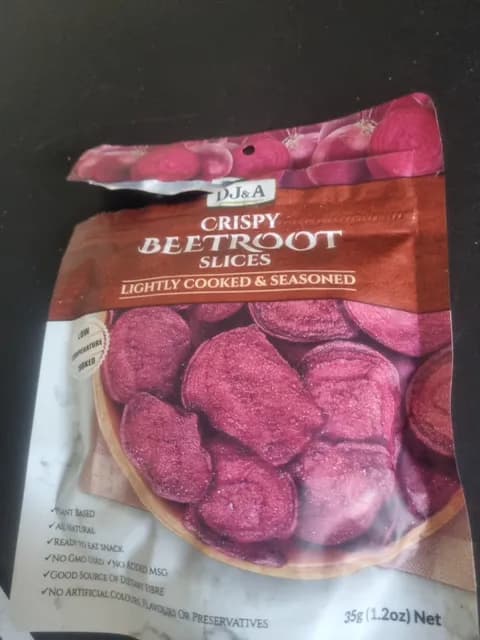 DJ&A
CRISPY
BEETROOT
SLICES
LIGHTLY COOKED & SEASONED
LOW
TEMPERATURE
COOKED
✓PLANT BASED
✓ALL NATURAL
✓READY TO EAT SNACK
✓NO GMO USED ✓NO ADDED MSG
✓GOOD SOURCE OF DIETARY FIBRE
✓NO ARTIFICIAL COLOURS, FLAVOURS OR PRESERVATIVES
35g (1.2oz) Net